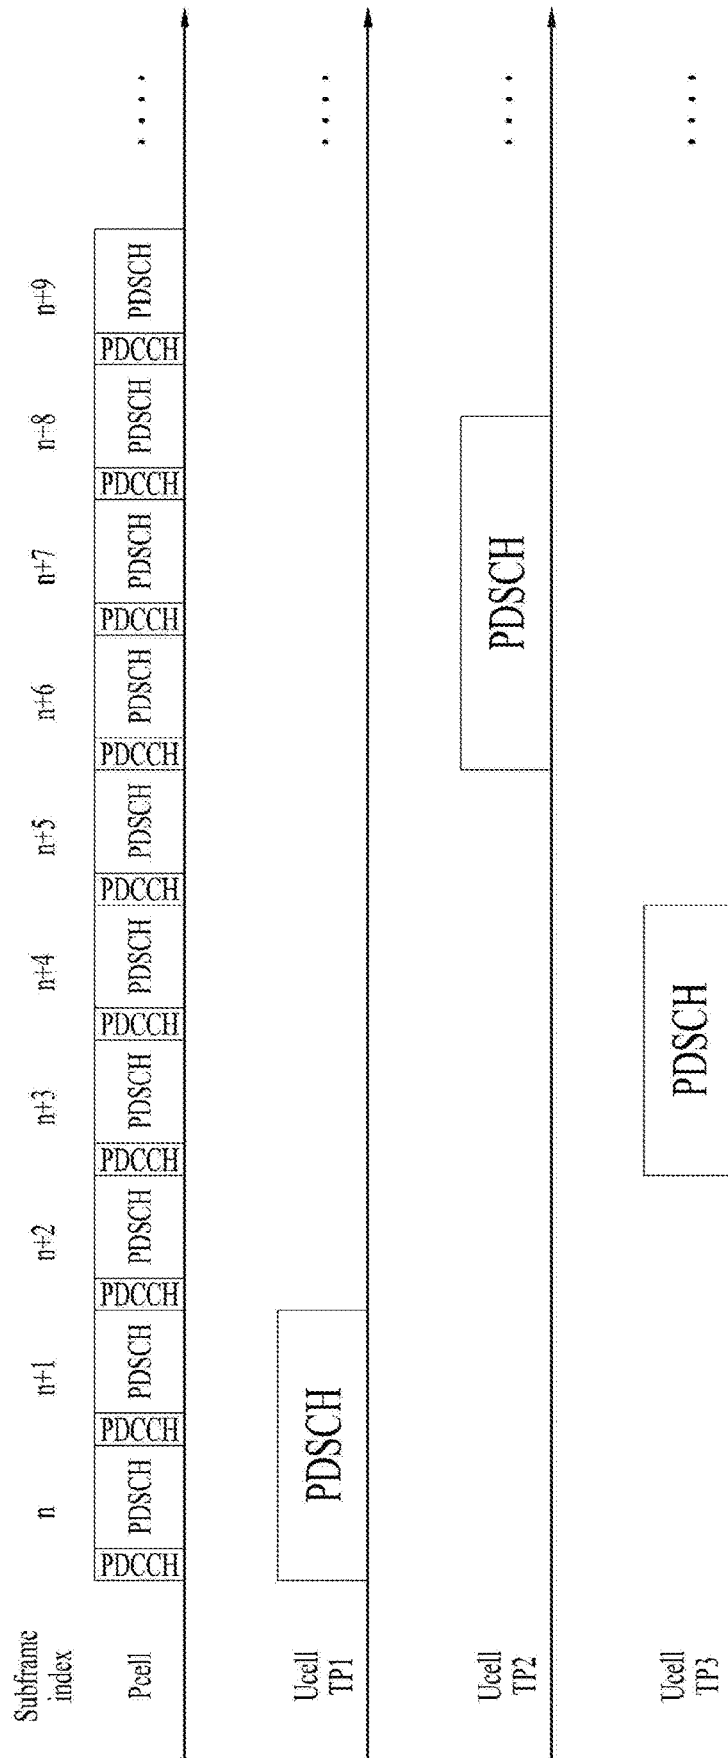 Subframe
index
n
n+1
n+2
n+3
n+4
n+5
n+6
n+7
n+8
n+9
Pcell
PDCCH
PDSCH
PDCCH
PDSCH
PDCCH
PDSCH
PDCCH
PDSCH
PDCCH
PDSCH
PDCCH
PDSCH
PDCCH
PDSCH
PDCCH
PDSCH
PDCCH
PDSCH
PDCCH
PDSCH
....
Ucell
TP1
PDSCH
....
Ucell
TP2
PDSCH
....
Ucell
TP3
PDSCH
....